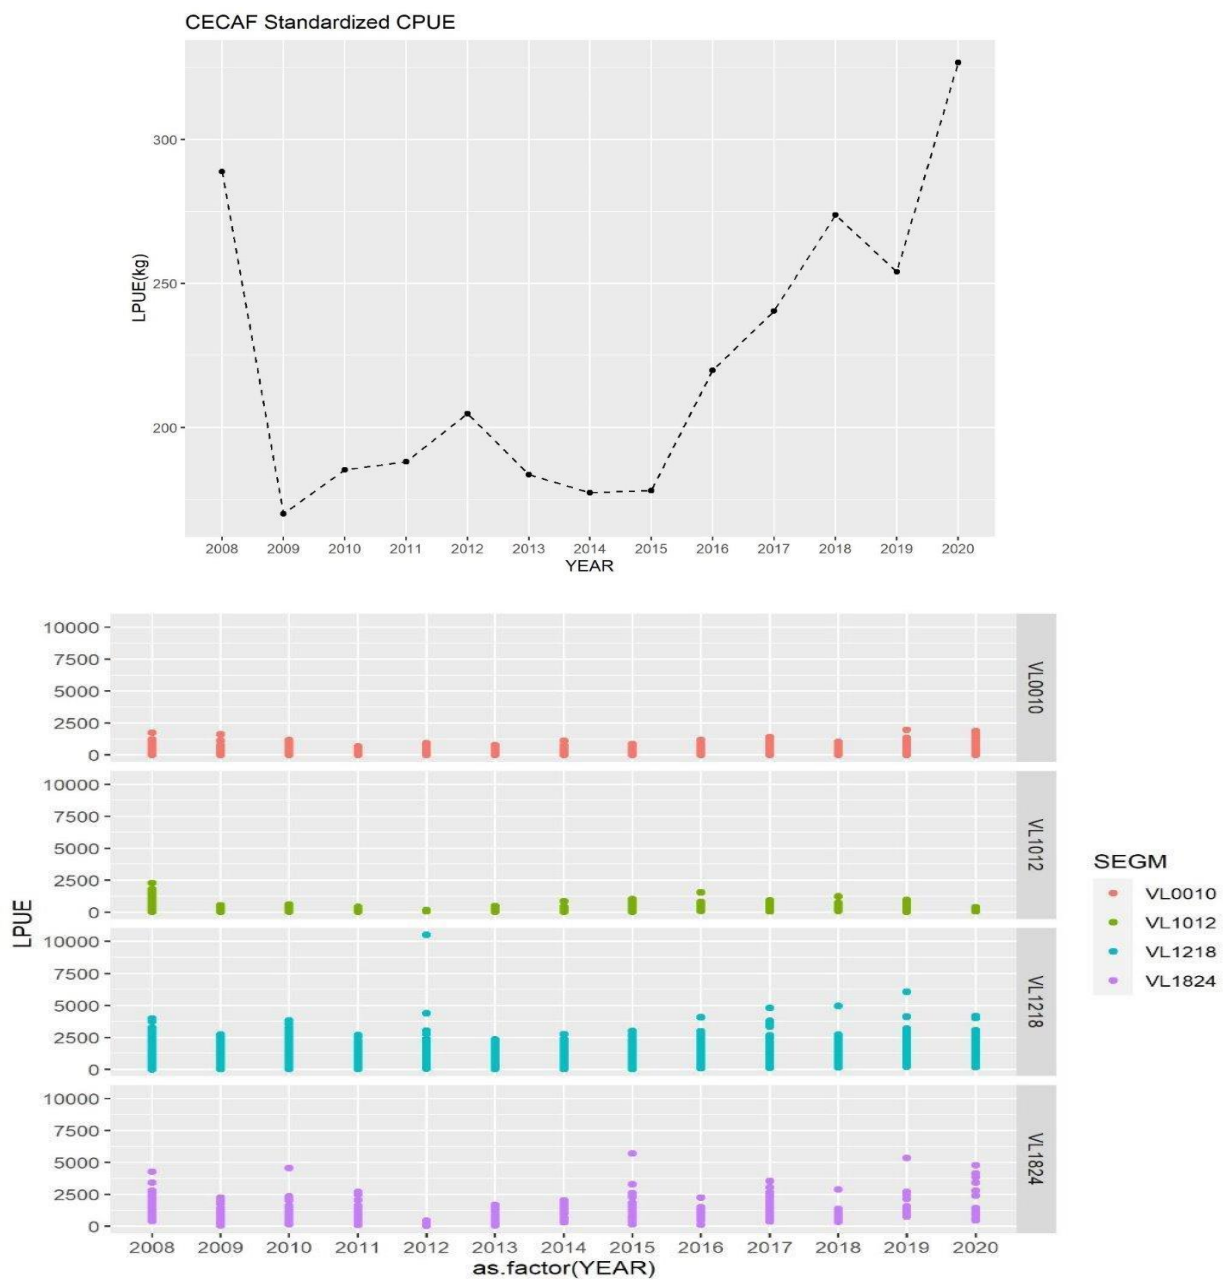 CECAF Standardized CPUE
300
250
200
LPUE(kg)
2008 2009 2010 2011 2012 2013 2014 2015 2016 2017 2018 2019 2020
YEAR
10000
7500
5000
2500
0
VL0010
10000
7500
5000
2500
0
VL1012
10000
7500
5000
2500
0
VL1218
10000
7500
5000
2500
0
VL1824
LPUE
2008 2009 2010 2011 2012 2013 2014 2015 2016 2017 2018 2019 2020
as.factor(YEAR)
SEGM
VL0010
VL1012
VL1218
VL1824